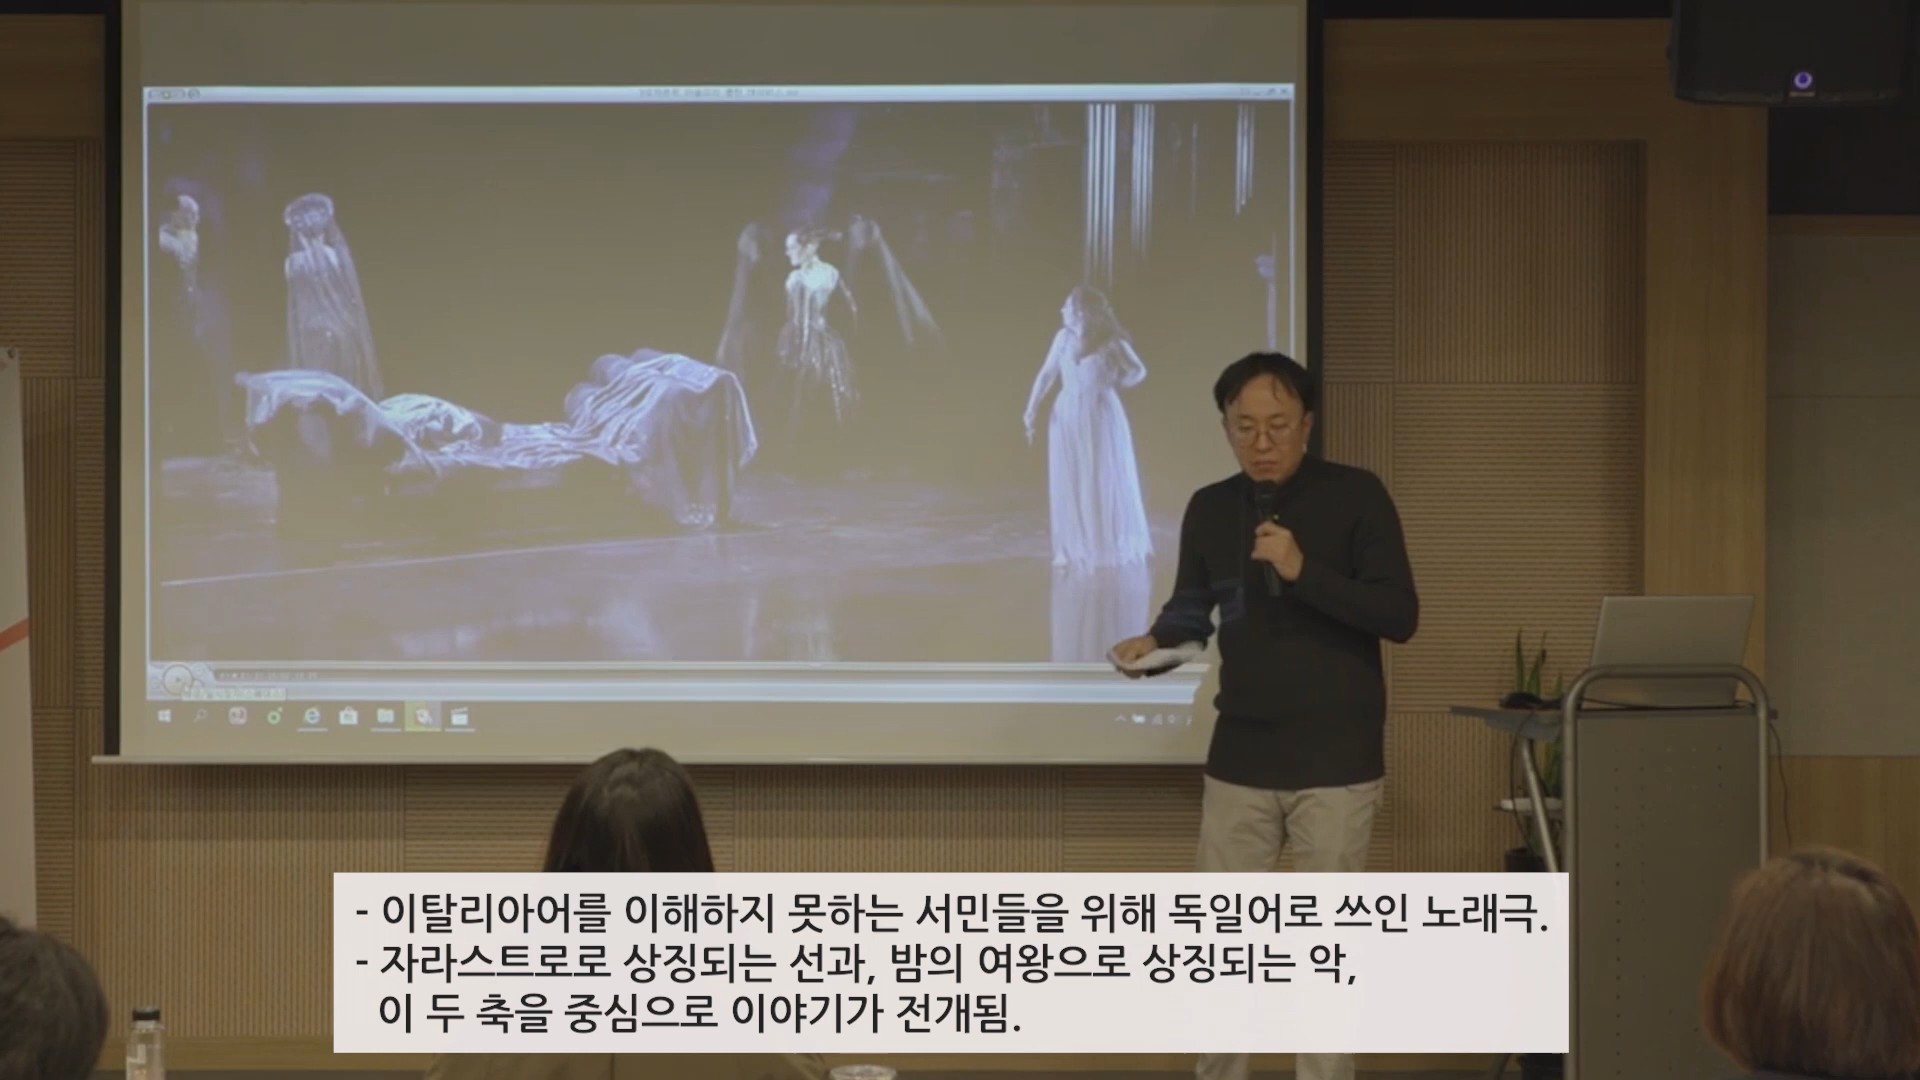 - 이탈리아어를 이해하지 못하는 서민들을 위해 독일어로 쓰인 노래극.
- 자라스트로로 상징되는 선과, 밤의 여왕으로 상징되는 악,
이 두 축을 중심으로 이야기가 전개됨.